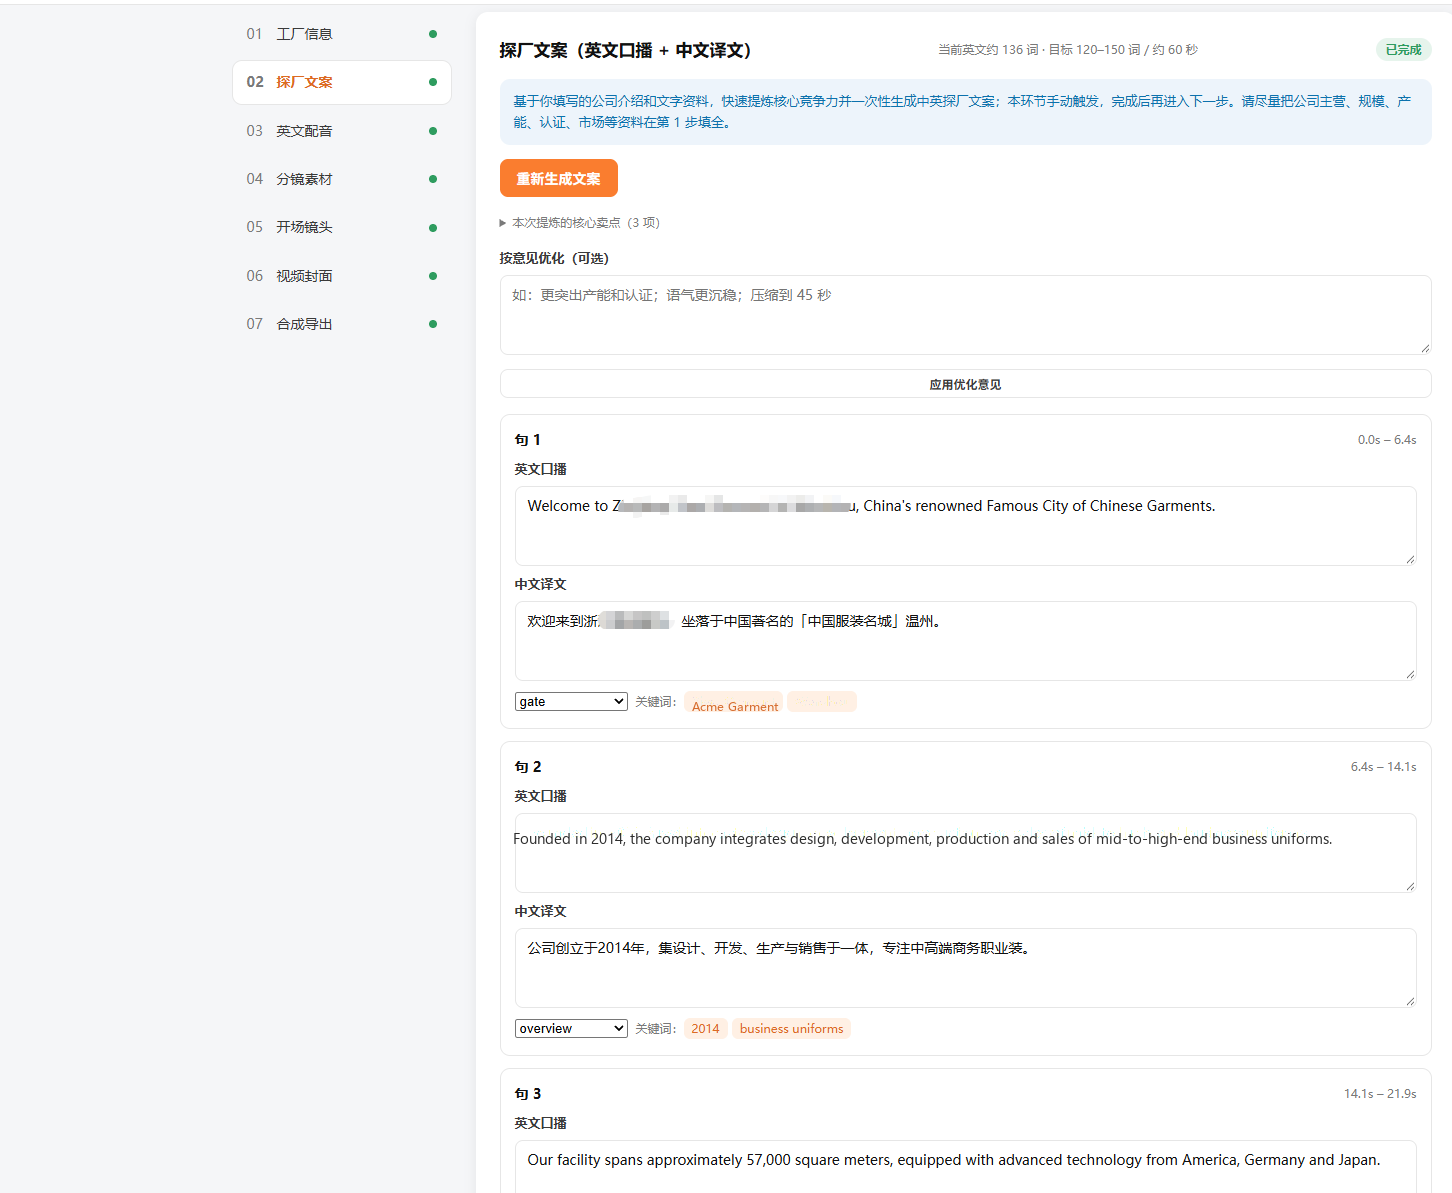 01 工厂信息
02 探厂文案
03 英文配音
04 分镜素材
05 开场镜头
06 视频封面
07 合成导出
探厂文案（英文口播 + 中文译文）
当前英文约 136 词 · 目标 120–150 词 / 约 60 秒
已完成
基于你填写的公司介绍和文字资料，快速提炼核心竞争力并一次性生成中英探厂文案；本环节手动触发，完成后再进入下一步。请尽量把公司主营、规模、产
能、认证、市场等资料在第 1 步填全。
重新生成文案
本次提炼的核心卖点（3 项）
按意见优化（可选）
如：更突出产能和认证；语气更沉稳；压缩到 45 秒
应用优化意见
句 1
0.0s – 6.4s
英文口播
Welcome to China's renowned Famous City of Chinese Garments.
中文译文
欢迎来到浙 坐落于中国著名的「中国服装名城」温州。
gate
关键词：
Acme Garment
句 2
6.4s – 14.1s
英文口播
Founded in 2014, the company integrates design, development, production and sales of mid-to-high-end business uniforms.
中文译文
公司创立于2014年，集设计、开发、生产与销售于一体，专注中高端商务职业装。
overview
关键词：
2014
business uniforms
句 3
14.1s – 21.9s
英文口播
Our facility spans approximately 57,000 square meters, equipped with advanced technology from America, Germany and Japan.